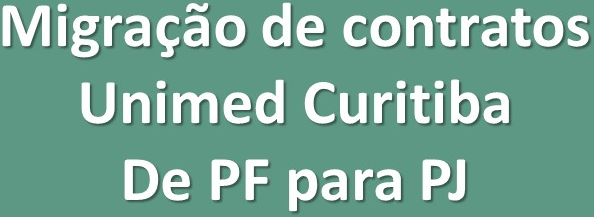 Migração de contratos
Unimed Curitiba
De PF para PJ